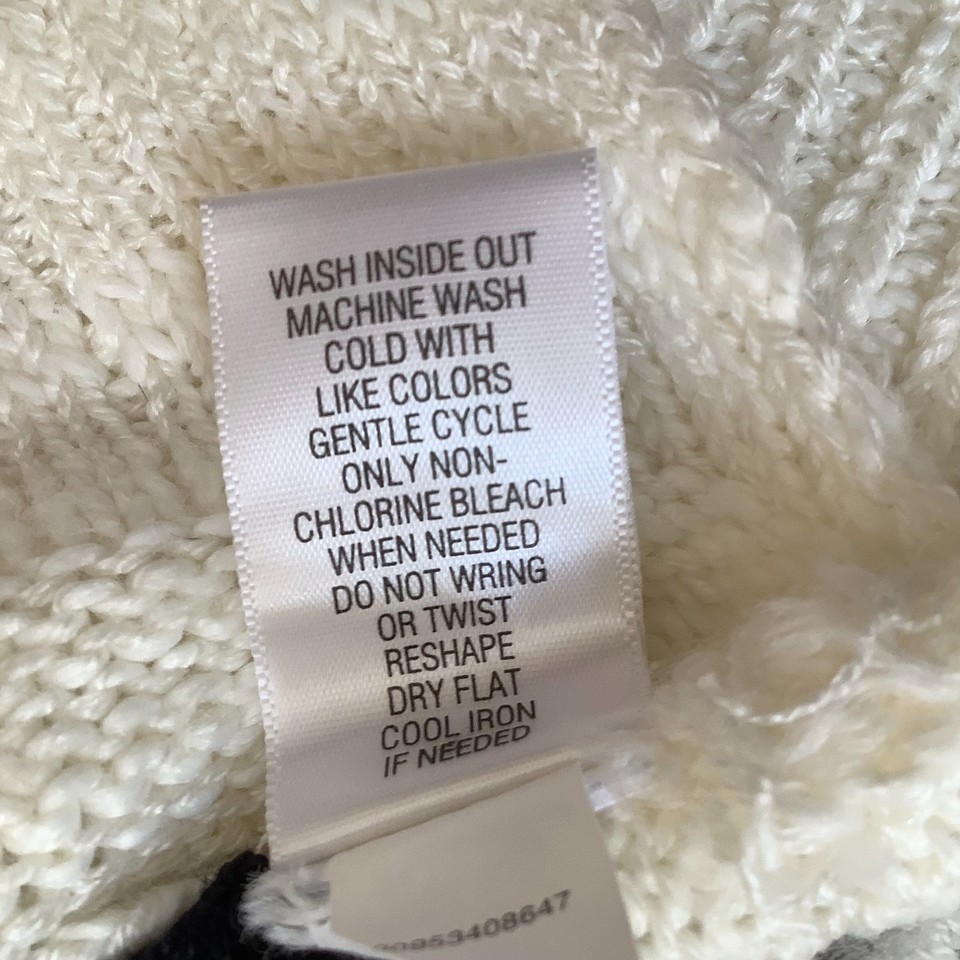 WASH INSIDE OUT
MACHINE WASH
COLD WITH
LIKE COLORS
GENTLE CYCLE
ONLY NON-
CHLORINE BLEACH
WHEN NEEDED
DO NOT WRING
OR TWIST
RESHAPE
DRY FLAT
COOL IRON
IF NEEDED